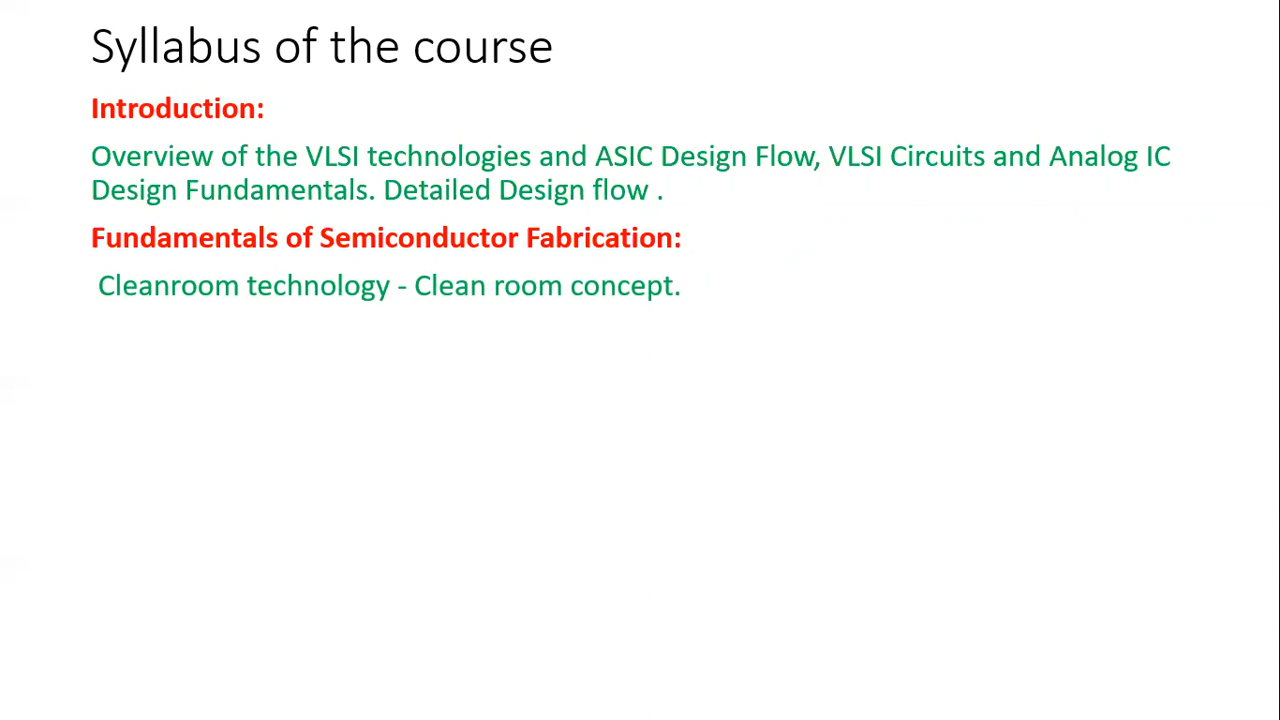 Syllabus of the course
Introduction:
Overview of the VLSI technologies and ASIC Design Flow, VLSI Circuits and Analog IC
Design Fundamentals. Detailed Design flow .
Fundamentals of Semiconductor Fabrication:
Cleanroom technology - Clean room concept.